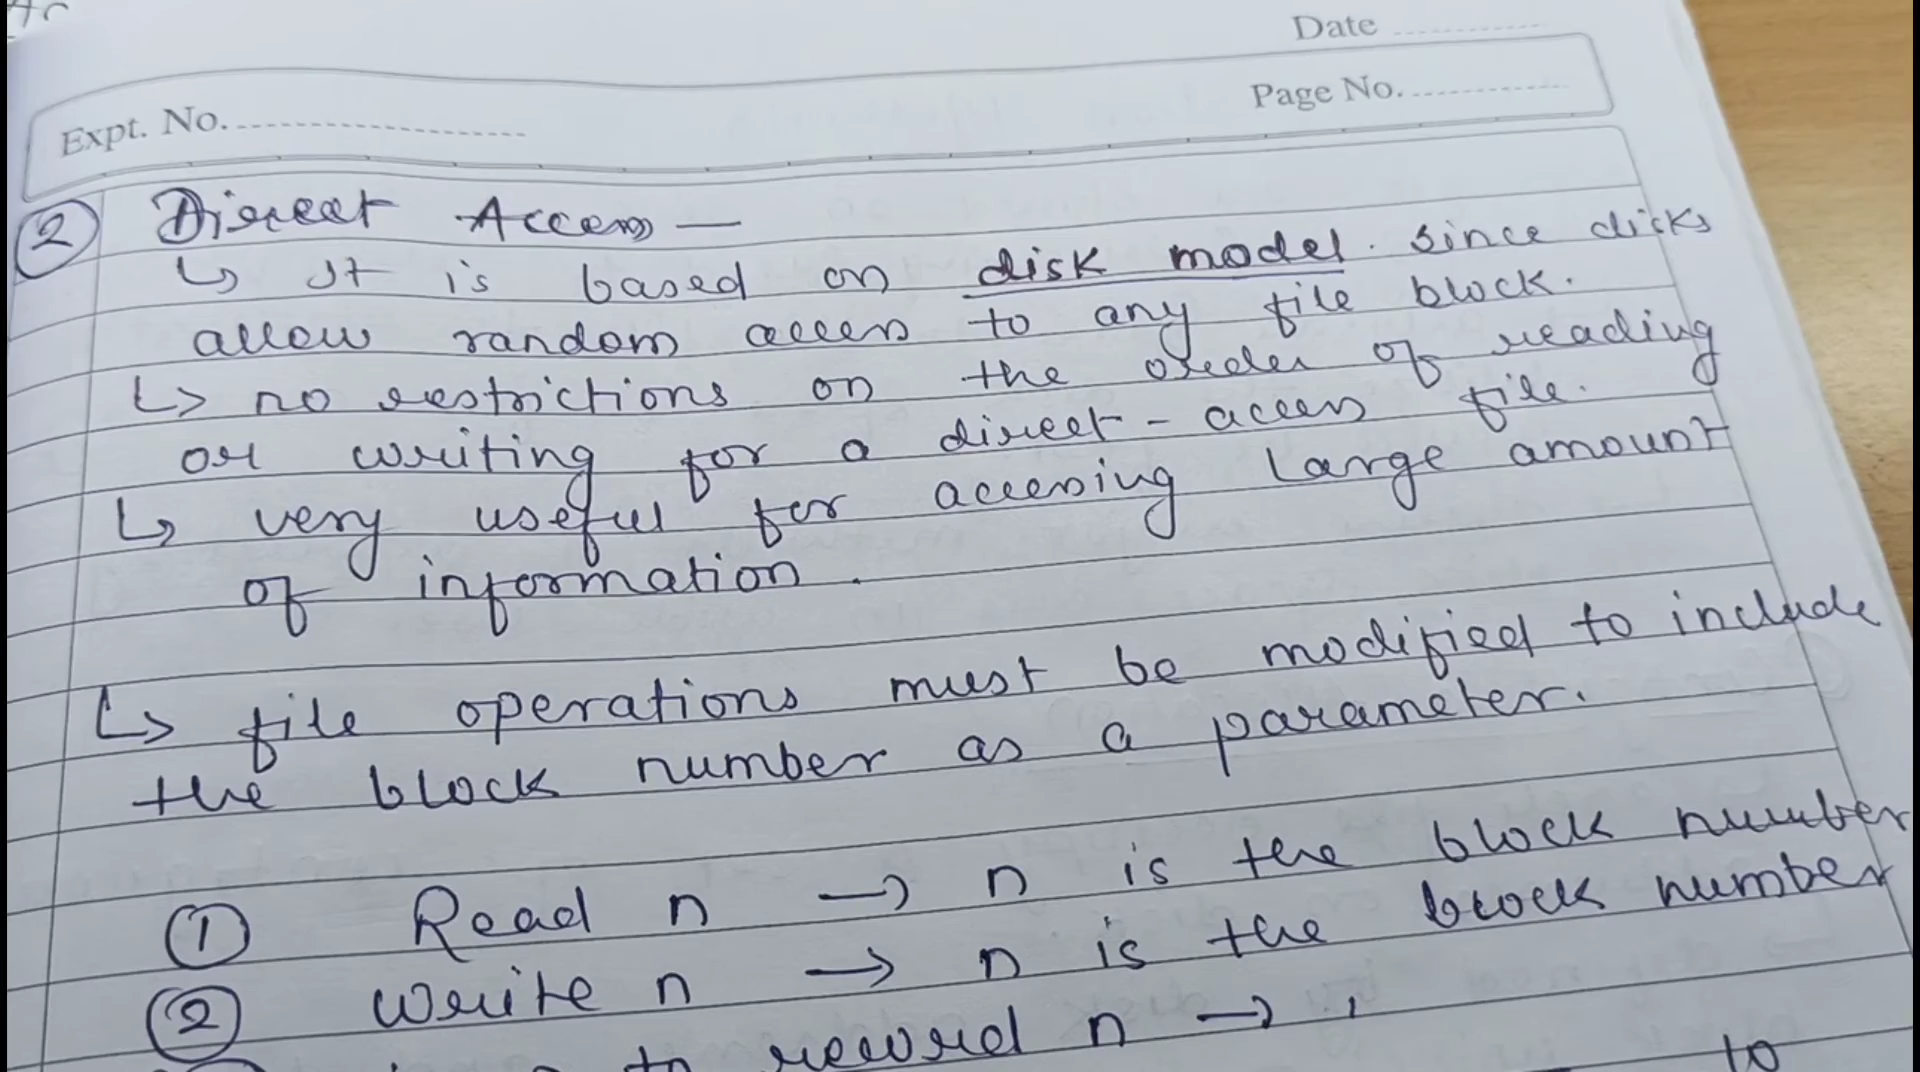 Date
Page No.
Expt. No.
② Direct Access —
↳ It is based on disk model. since disks
allow random access to any file block.
↳ no restrictions on the order of reading
or writing for a direct-access file.
↳ very useful for accessing large amount
of information.
↳ file operations must be modified to include
the block number as a parameter.
① Read n → n is the block number
② write n → n is the block number
to record n →
10